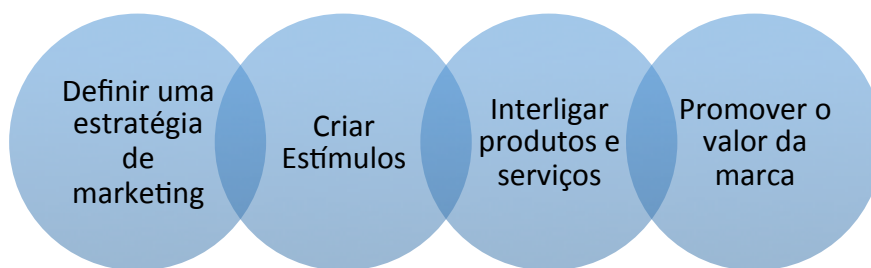 Definir uma
estratégia
de
marketing
Criar
Estímulos
Interligar
produtos e
serviços
Promover o
valor da
marca